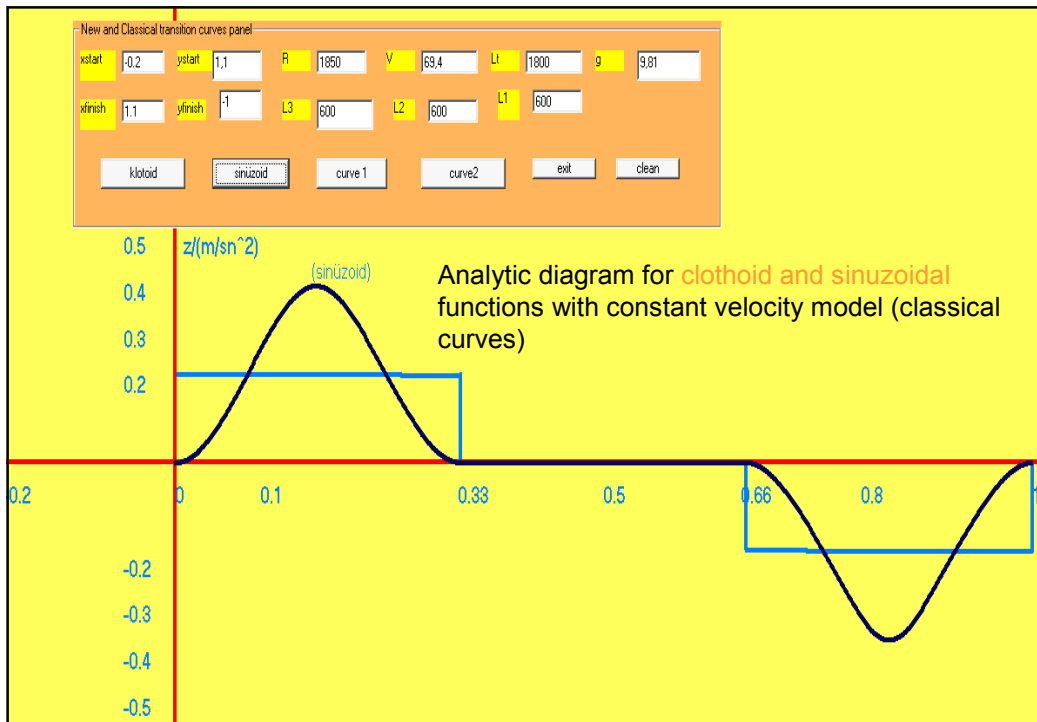 New and Classical transition curves panel
xstart -0.2 ystart 1,1 R 1850 V 69,4 Lt 1800 g 9,81
xfinish 1.1 yfinish -1 L3 600 L2 600 L1 600
klotoid sinüzoid curve 1 curve2 exit clean
0.5 z/(m/sn^2)
(sinüzoid)
Analytic diagram for clothoid and sinuzoidal
functions with constant velocity model (classical
curves)
0.4
0.3
0.2
0.2 0 0.1 0.33 0.5 0.66 0.8 1
-0.2
-0.3
-0.4
-0.5